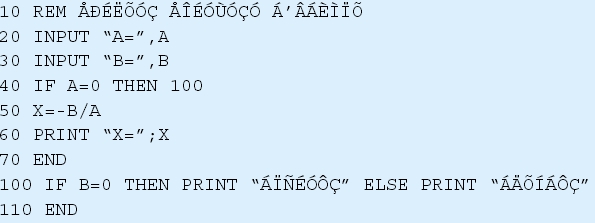 10 REM ÅÐÉËÕÓÇ ÅÎÉÓÙÓÇÓ Á’ÂÁÈÌÏÕ
20 INPUT “A=”,A
30 INPUT “B=”,B
40 IF A=0 THEN 100
50 X=-B/A
60 PRINT “X=”;X
70 END
100 IF B=0 THEN PRINT “ÁÏÑÉÓÔÇ” ELSE PRINT “ÁÄÕÍÁÔÇ”
110 END